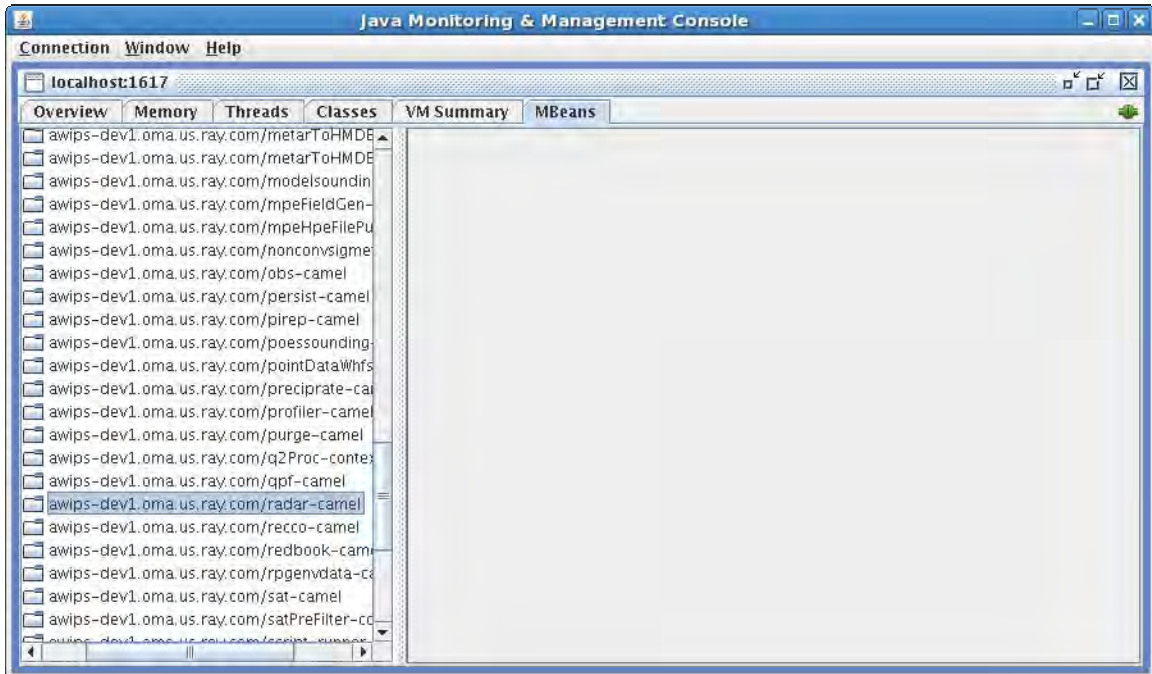 Java Monitoring & Management Console
Connection Window Help
localhost:1617
Overview Memory Threads Classes VM Summary MBeans
awips-dev1.oma.us.ray.com/metarToHMDE
awips-dev1.oma.us.ray.com/metarToHMDE
awips-dev1.oma.us.ray.com/modelsoundin
awips-dev1.oma.us.ray.com/mpeFieldGen-
awips-dev1.oma.us.ray.com/mpeHpeFilePu
awips-dev1.oma.us.ray.com/nonconvsigme
awips-dev1.oma.us.ray.com/obs-camel
awips-dev1.oma.us.ray.com/persist-camel
awips-dev1.oma.us.ray.com/pirep-camel
awips-dev1.oma.us.ray.com/poessounding-
awips-dev1.oma.us.ray.com/pointDataWhfs
awips-dev1.oma.us.ray.com/preciprate-ca
awips-dev1.oma.us.ray.com/profiler-camel
awips-dev1.oma.us.ray.com/purge-camel
awips-dev1.oma.us.ray.com/q2Proc-contex
awips-dev1.oma.us.ray.com/qpf-camel
awips-dev1.oma.us.ray.com/radar-camel
awips-dev1.oma.us.ray.com/recco-camel
awips-dev1.oma.us.ray.com/redbook-cam
awips-dev1.oma.us.ray.com/rpgenvdata-ca
awips-dev1.oma.us.ray.com/sat-camel
awips-dev1.oma.us.ray.com/satPreFilter-co